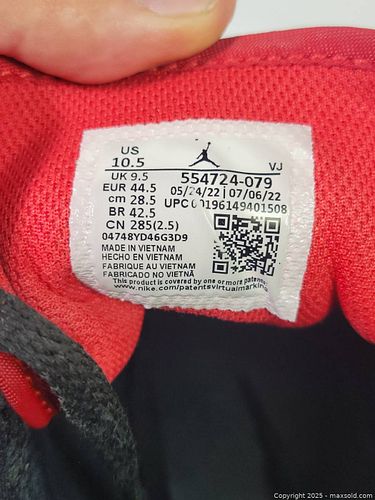 US
10.5
VJ
UK 9.5
554724-079
EUR 44.5
05/24/22 | 07/06/22
cm 28.5
UPC 00196149401508
BR 42.5
CN 285(2.5)
04748YD46G3D9
MADE IN VIETNAM
HECHO EN VIETNAM
FABRIQUE AU VIETNAM
FABRICADO NO VIETNÃ
This product is covered by one or more patents
www.nike.com/patentsvirtualmarking
Copyright 2025 - maxsold.com